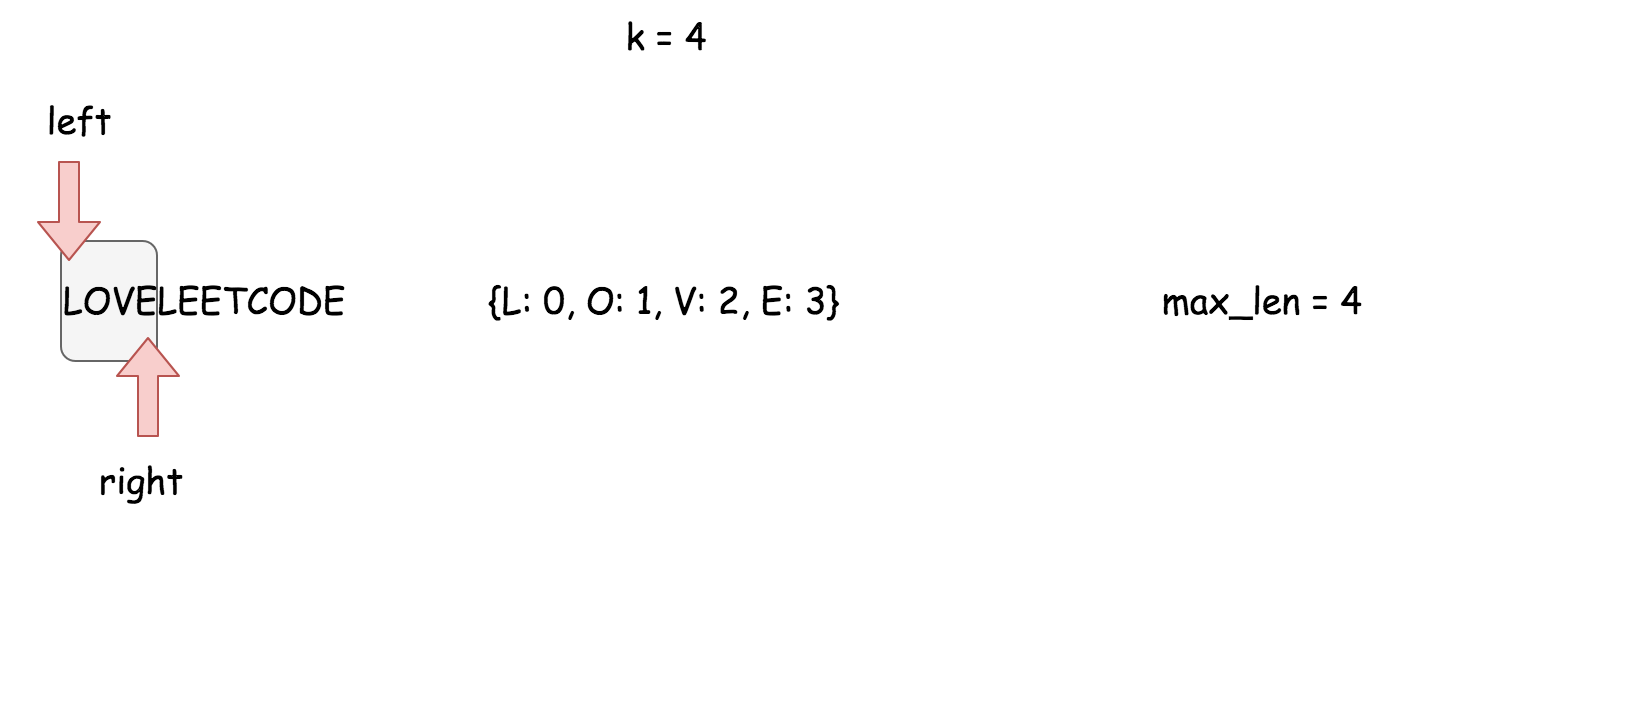 k = 4
left
LOVELEETCODE
{L: 0, O: 1, V: 2, E: 3}
max_len = 4
right